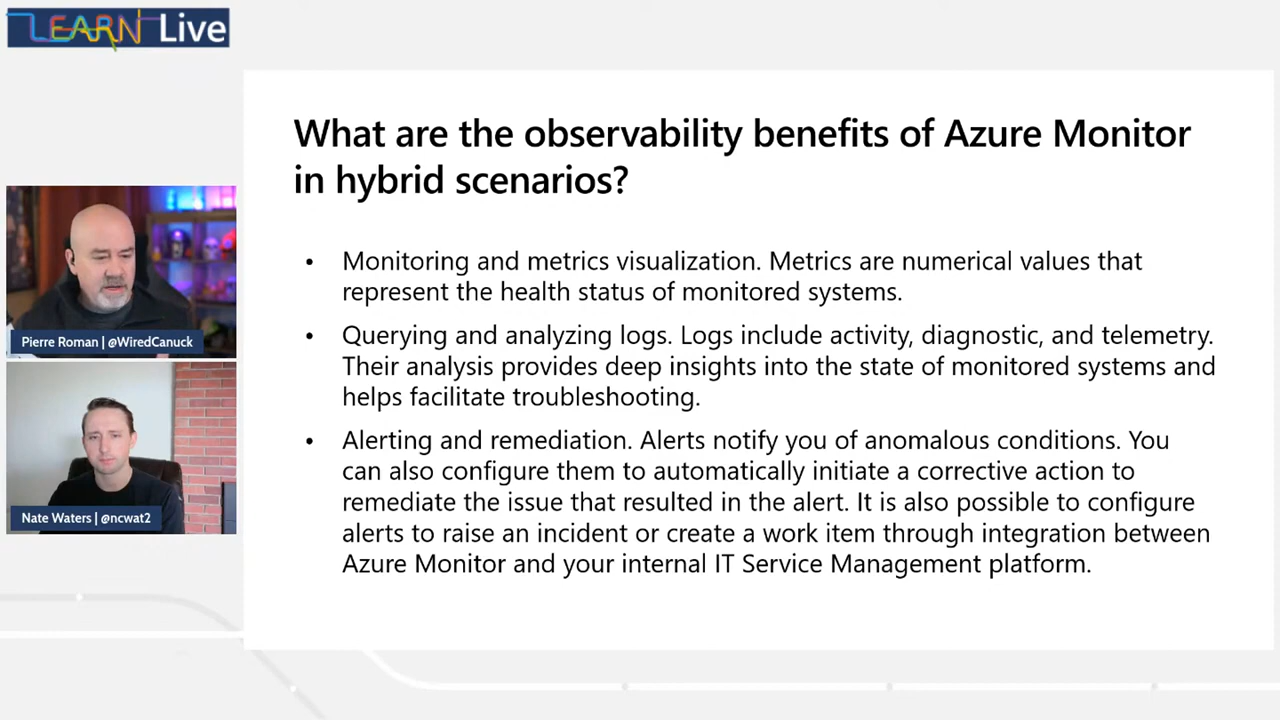 LEARN Live
What are the observability benefits of Azure Monitor
in hybrid scenarios?
• Monitoring and metrics visualization. Metrics are numerical values that
represent the health status of monitored systems.
• Querying and analyzing logs. Logs include activity, diagnostic, and telemetry.
Their analysis provides deep insights into the state of monitored systems and
helps facilitate troubleshooting.
• Alerting and remediation. Alerts notify you of anomalous conditions. You
can also configure them to automatically initiate a corrective action to
remediate the issue that resulted in the alert. It is also possible to configure
alerts to raise an incident or create a work item through integration between
Azure Monitor and your internal IT Service Management platform.
Pierre Roman | @WiredCanuck
Nate Waters | @ncwat2